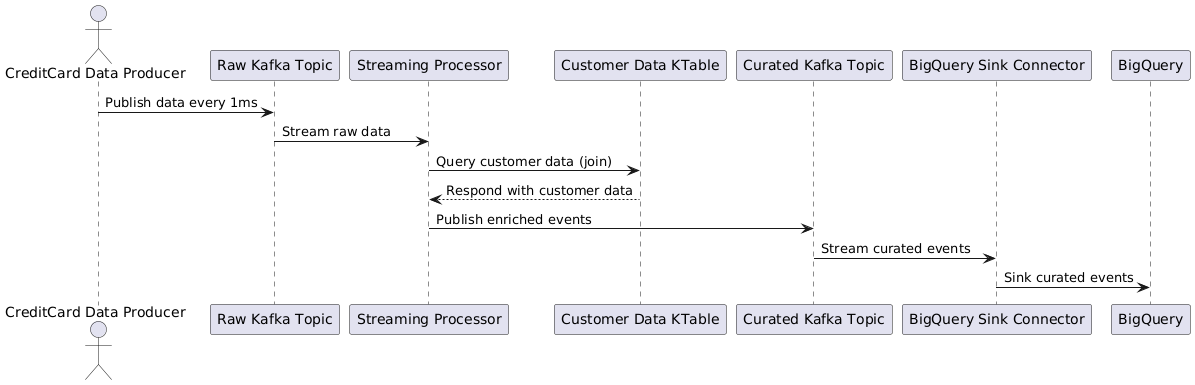 CreditCard Data Producer
Raw Kafka Topic
Streaming Processor
Customer Data KTable
Curated Kafka Topic
BigQuery Sink Connector
BigQuery
Publish data every 1ms
Stream raw data
Query customer data (join)
Respond with customer data
Publish enriched events
Stream curated events
Sink curated events
CreditCard Data Producer
Raw Kafka Topic
Streaming Processor
Customer Data KTable
Curated Kafka Topic
BigQuery Sink Connector
BigQuery